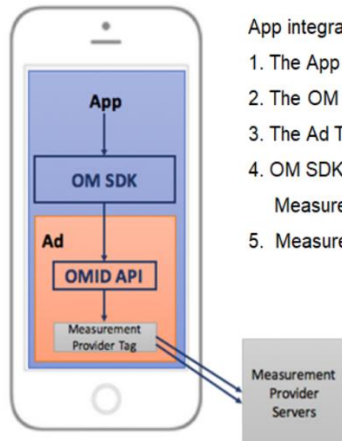 App
OM SDK
Ad
OMID API
Measurement
Provider Tag
App integra
1. The App
2. The OM
3. The Ad T
4. OM SDK
Measure
5. Measure
Measurement
Provider
Servers